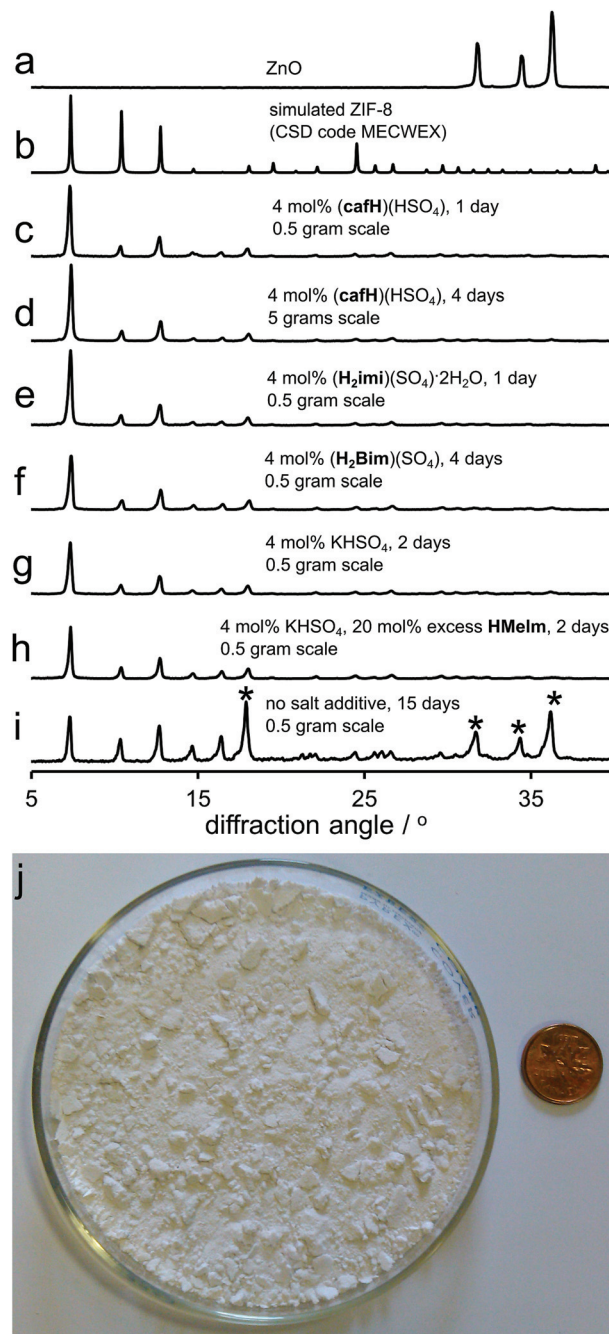 a
ZnO
b
simulated ZIF-8
(CSD code MECWEX)
c
4 mol% (cafH)(HSO₄), 1 day
0.5 gram scale
d
4 mol% (cafH)(HSO₄), 4 days
5 grams scale
e
4 mol% (H₂imi)(SO₄)·2H₂O, 1 day
0.5 gram scale
f
4 mol% (H₂Bim)(SO₄), 4 days
0.5 gram scale
g
4 mol% KHSO₄, 2 days
0.5 gram scale
h
4 mol% KHSO₄, 20 mol% excess HMeIm, 2 days
0.5 gram scale
i
* no salt additive, 15 days * * *
0.5 gram scale
5 15 25 35
diffraction angle / °
j